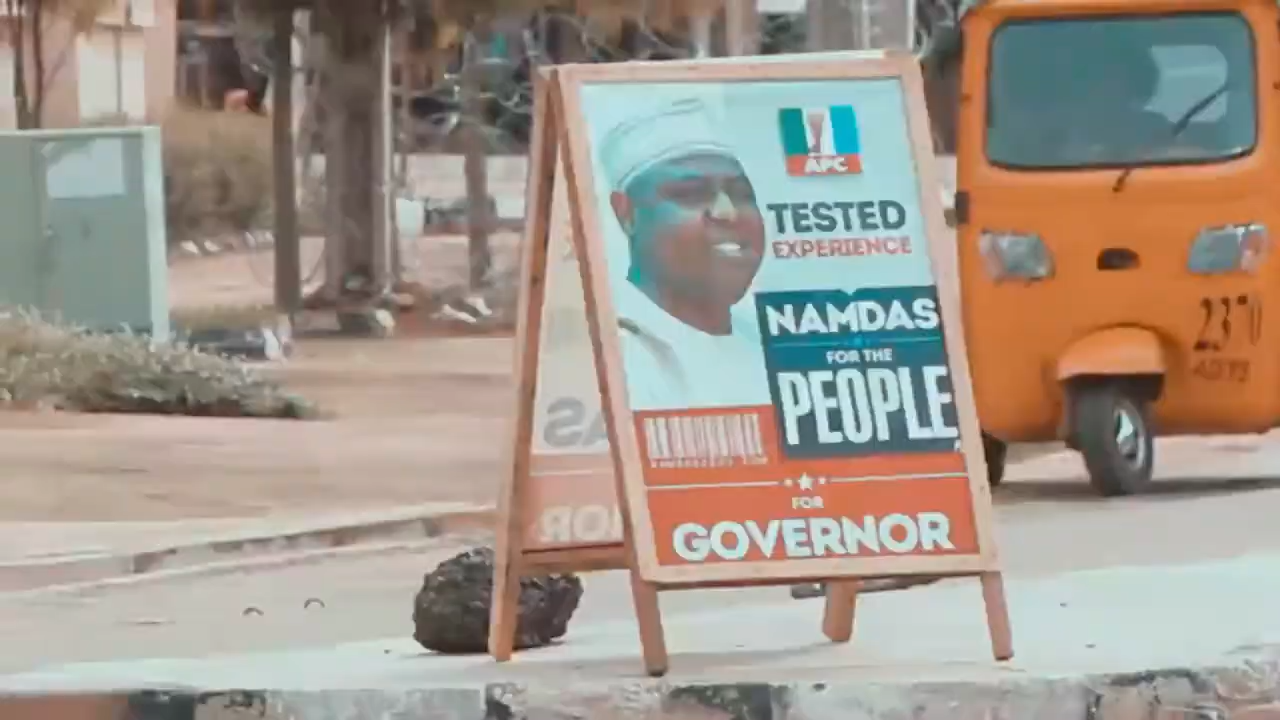 APC
TESTED
EXPERIENCE
NAMDAS
FOR THE
PEOPLE
FOR
GOVERNOR